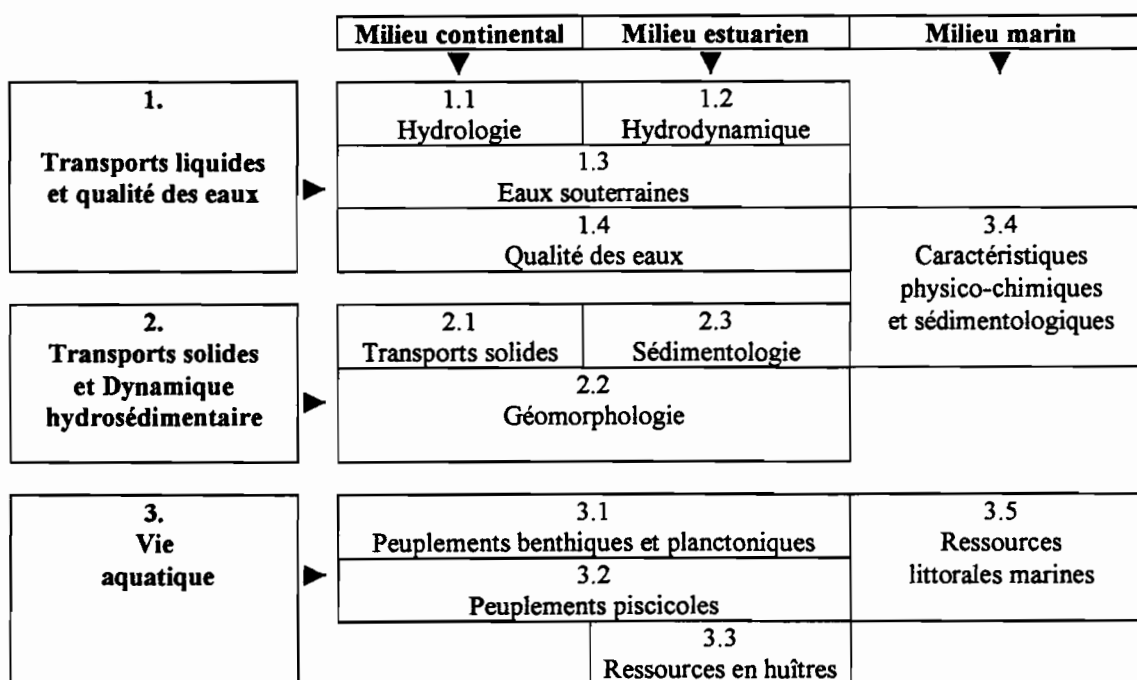 Milieu continental
Milieu estuarien
Milieu marin
1.
Transports liquides
et qualité des eaux
1.1
Hydrologie
1.2
Hydrodynamique
1.3
Eaux souterraines
1.4
Qualité des eaux
3.4
Caractéristiques
physico-chimiques
et sédimentologiques
2.
Transports solides
et Dynamique
hydrosédimentaire
2.1
Transports solides
2.3
Sédimentologie
2.2
Géomorphologie
3.
Vie
aquatique
3.1
Peuplements benthiques et planctoniques
3.2
Peuplements piscicoles
3.5
Ressources
littorales marines
3.3
Ressources en huîtres